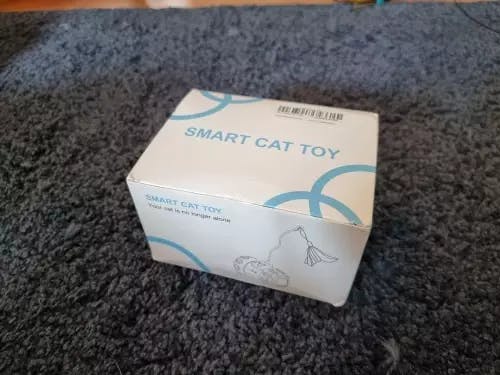 SMART CAT TOY
SMART CAT TOY
Your cat is no longer alone